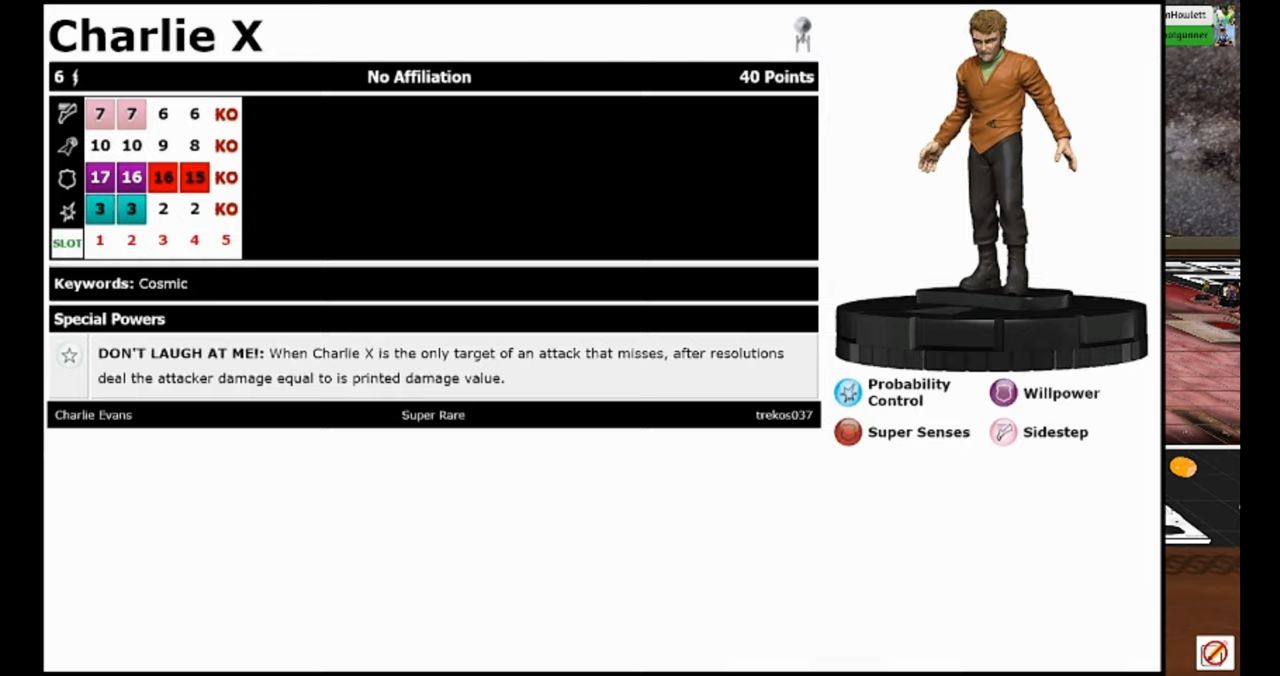 Charlie X
6 No Affiliation 40 Points
7 7 6 6 KO
10 10 9 8 KO
17 16 16 15 KO
3 3 2 2 KO
SLOT 1 2 3 4 5
Keywords: Cosmic
Special Powers
DON'T LAUGH AT ME!: When Charlie X is the only target of an attack that misses, after resolutions
deal the attacker damage equal to is printed damage value.
Charlie Evans Super Rare trekos037
Probability
Control
Willpower
Super Senses
Sidestep
nHowlett